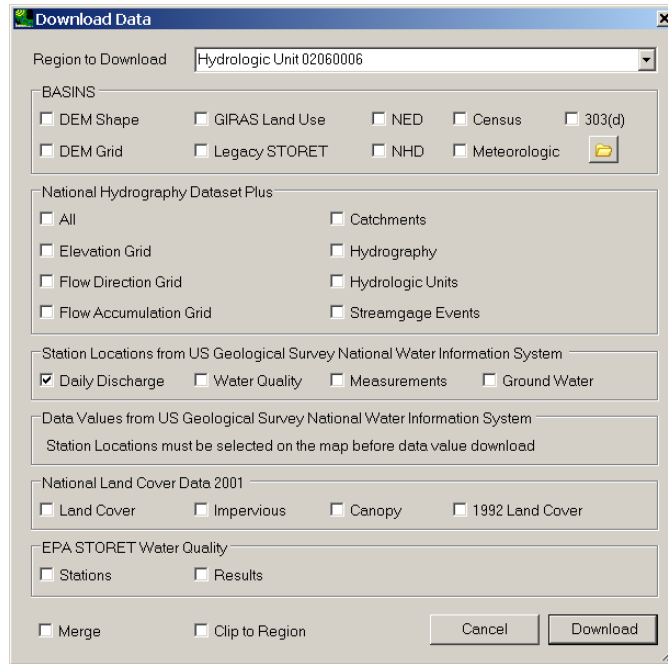 Download Data
Region to Download Hydrologic Unit 02060006
BASINS
DEM Shape GIRAS Land Use NED Census 303(d)
DEM Grid Legacy STORET NHD Meteorologic
National Hydrography Dataset Plus
All Catchments
Elevation Grid Hydrography
Flow Direction Grid Hydrologic Units
Flow Accumulation Grid Streamgage Events
Station Locations from US Geological Survey National Water Information System
Daily Discharge Water Quality Measurements Ground Water
Data Values from US Geological Survey National Water Information System
Station Locations must be selected on the map before data value download
National Land Cover Data 2001
Land Cover Impervious Canopy 1992 Land Cover
EPA STORET Water Quality
Stations Results
Merge Clip to Region Cancel Download